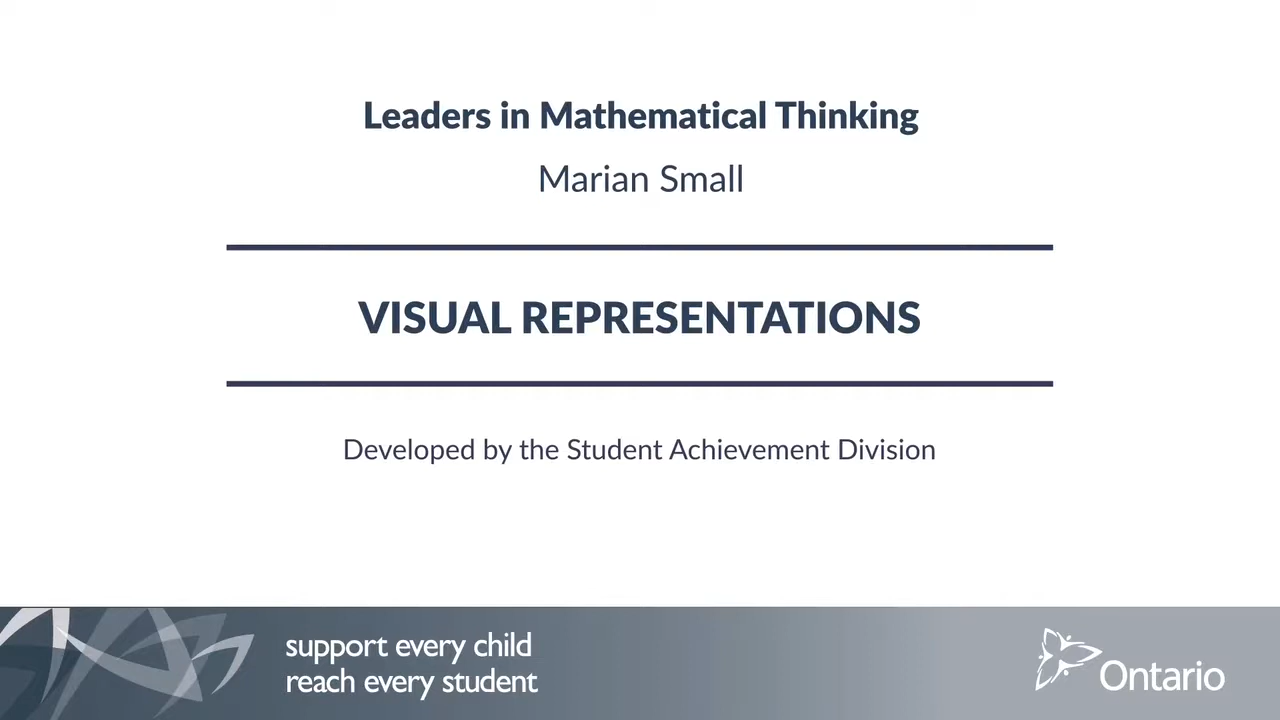 Leaders in Mathematical Thinking
Marian Small
VISUAL REPRESENTATIONS
Developed by the Student Achievement Division
support every child
reach every student
Ontario